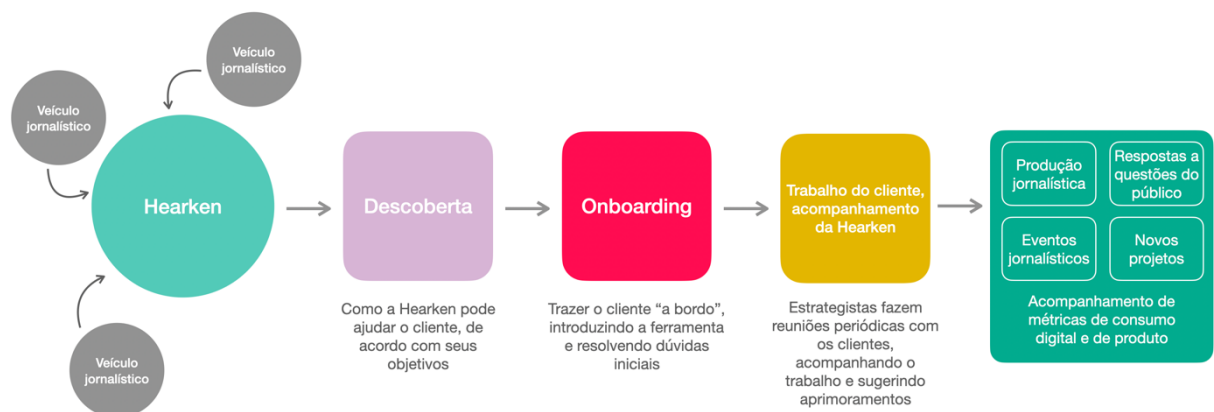 Veículo
jornalístico
Veículo
jornalístico
Hearken
Veículo
jornalístico
Descoberta
Como a Hearken pode
ajudar o cliente, de
acordo com seus
objetivos
Onboarding
Trazer o cliente “a bordo”,
introduzindo a ferramenta
e resolvendo dúvidas
iniciais
Trabalho do cliente,
acompanhamento
da Hearken
Estrategistas fazem
reuniões periódicas com
os clientes,
acompanhando o
trabalho e sugerindo
aprimoramentos
Produção
jornalística
Respostas a
questões do
público
Eventos
jornalísticos
Novos
projetos
Acompanhamento de
métricas de consumo
digital e de produto